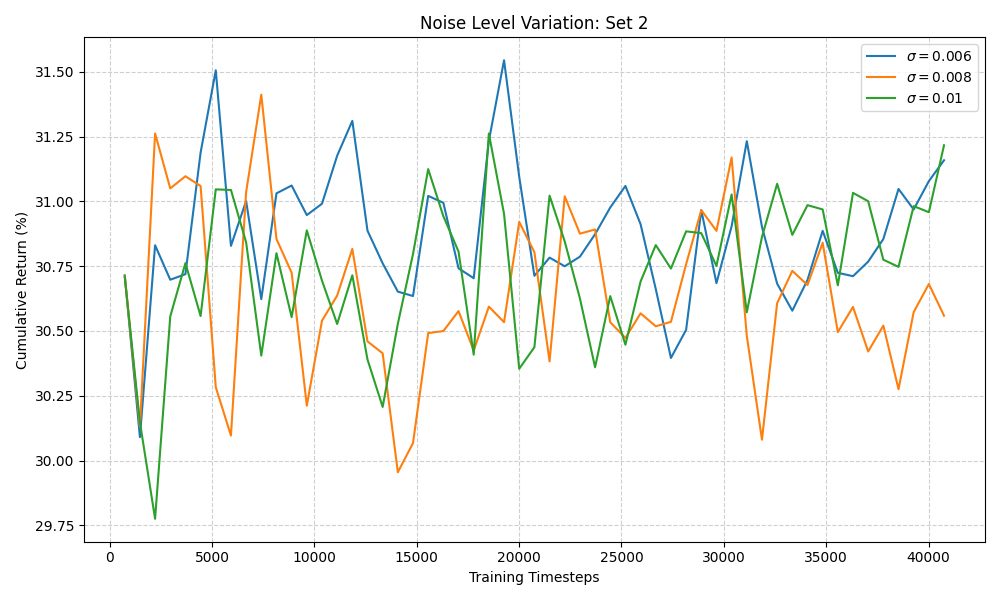 Noise Level Variation: Set 2
σ = 0.006
σ = 0.008
σ = 0.01
Cumulative Return (%)
31.50
31.25
31.00
30.75
30.50
30.25
30.00
29.75
0 5000 10000 15000 20000 25000 30000 35000 40000
Training Timesteps